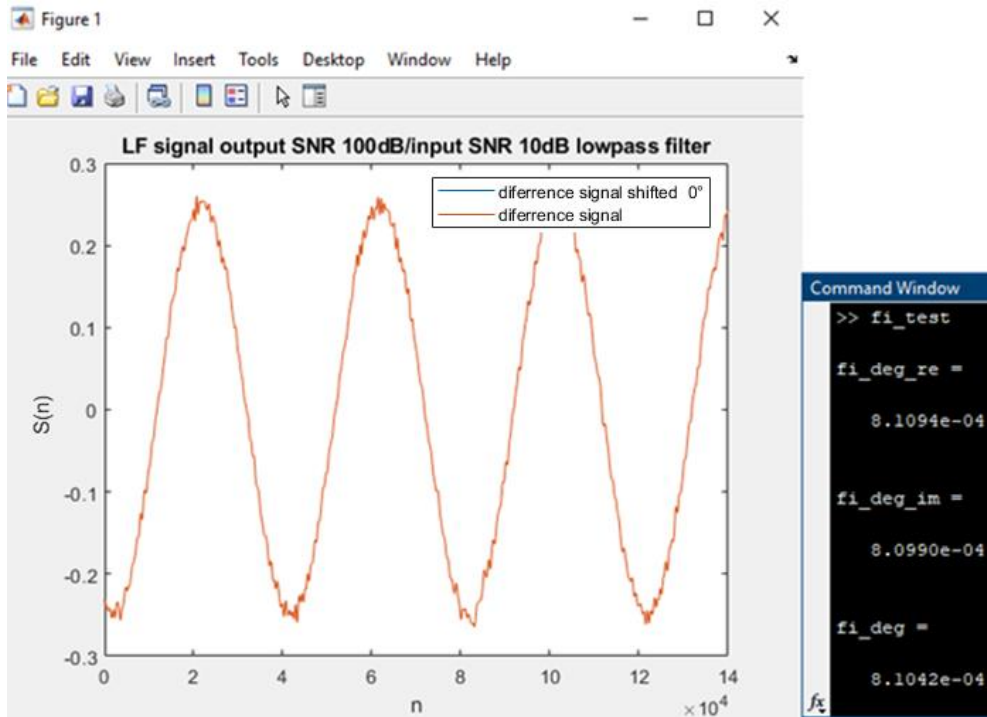 Figure 1
File Edit View Insert Tools Desktop Window Help
LF signal output SNR 100dB/input SNR 10dB lowpass filter
diferrence signal shifted 0°
diferrence signal
0.3
0.2
0.1
0
-0.1
-0.2
-0.3
S(n)
0 2 4 6 8 10 12 14
n
× 10⁴
Command Window
>> fi_test
fi_deg_re =
8.1094e-04
fi_deg_im =
8.0990e-04
fi_deg =
8.1042e-04
fx